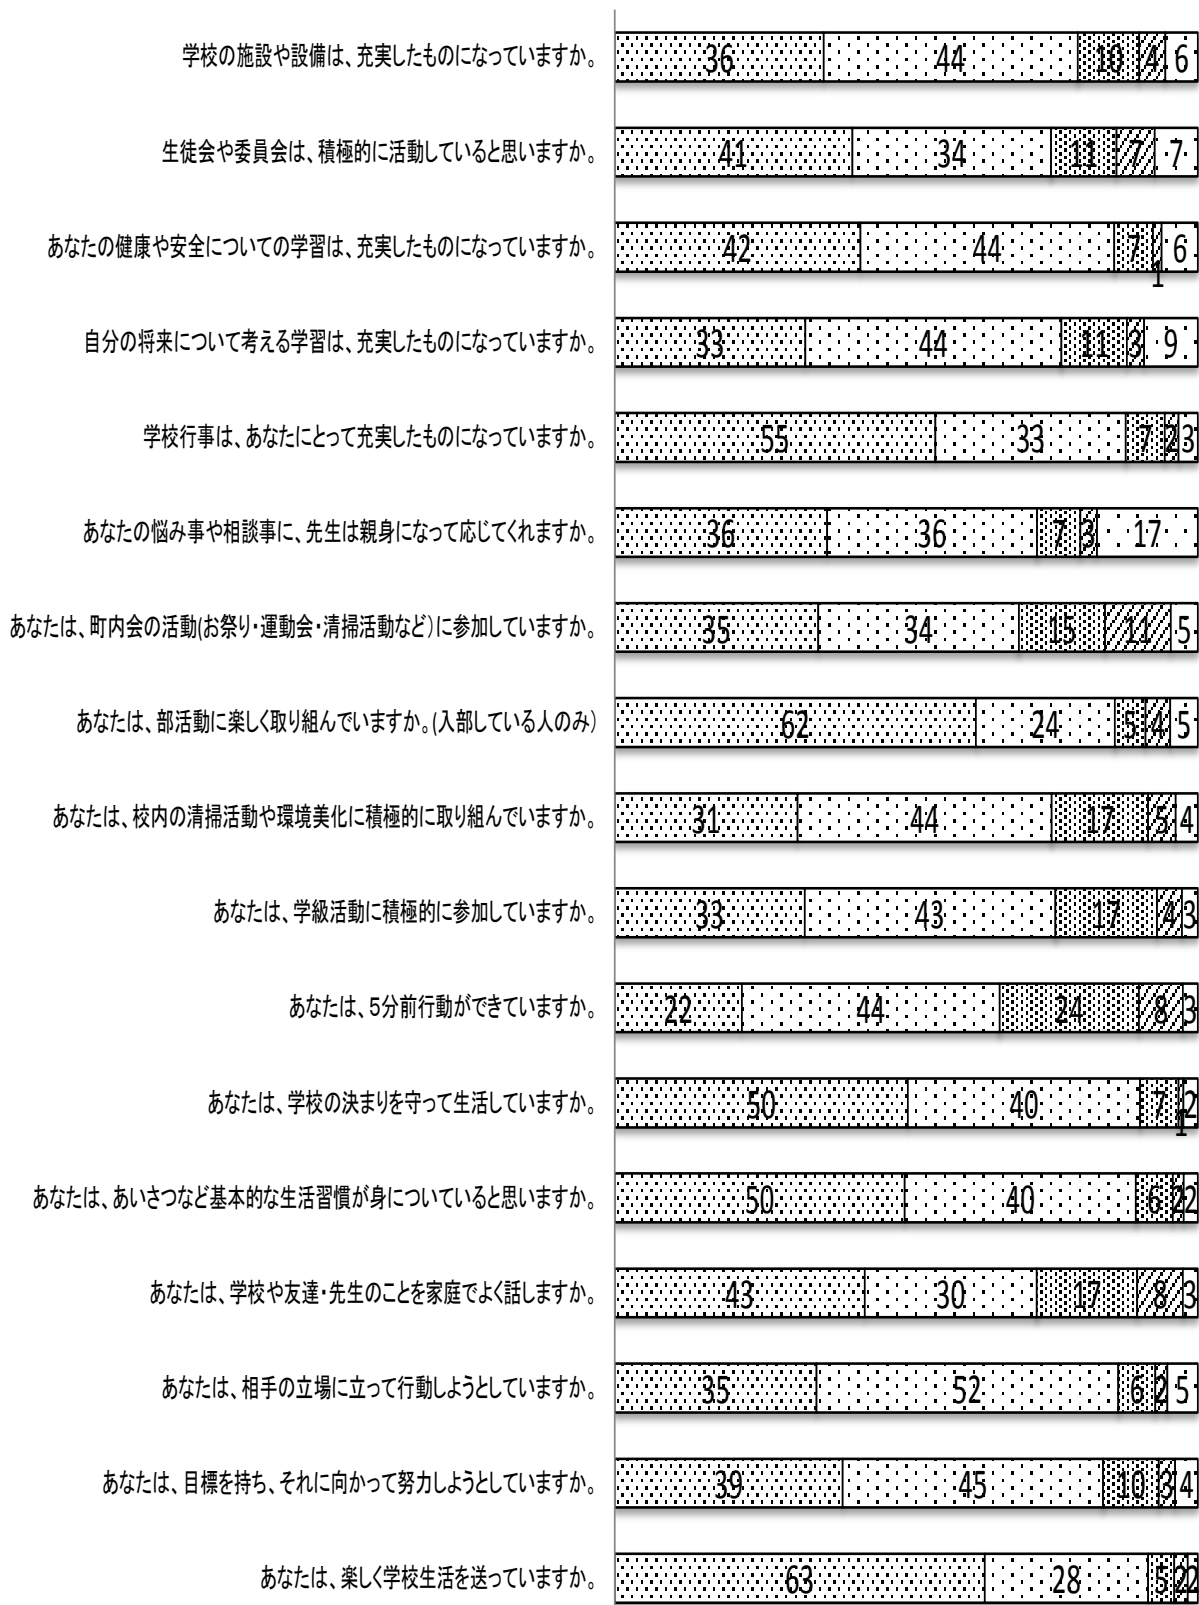 学校の施設や設備は、充実したものになっていますか。 36 44 10 4 6
生徒会や委員会は、積極的に活動していると思いますか。 41 34 11 7 7
あなたの健康や安全についての学習は、充実したものになっていますか。 42 44 7 1 6
自分の将来について考える学習は、充実したものになっていますか。 33 44 11 3 9
学校行事は、あなたにとって充実したものになっていますか。 55 33 7 2 3
あなたの悩み事や相談事に、先生は親身になって応じてくれますか。 36 36 7 3 17
あなたは、町内会の活動(お祭り・運動会・清掃活動など)に参加していますか。 35 34 15 11 5
あなたは、部活動に楽しく取り組んでいますか。(入部している人のみ) 62 24 5 4 5
あなたは、校内の清掃活動や環境美化に積極的に取り組んでいますか。 31 44 17 5 4
あなたは、学級活動に積極的に参加していますか。 33 43 17 4 3
あなたは、5分前行動ができていますか。 22 44 24 8 3
あなたは、学校の決まりを守って生活していますか。 50 40 7 1 2
あなたは、あいさつなど基本的な生活習慣が身についていると思いますか。 50 40 6 2 2
あなたは、学校や友達・先生のことを家庭でよく話しますか。 43 30 17 8 3
あなたは、相手の立場に立って行動しようとしていますか。 35 52 6 2 5
あなたは、目標を持ち、それに向かって努力しようとしていますか。 39 45 10 3 4
あなたは、楽しく学校生活を送っていますか。 63 28 5 2 2